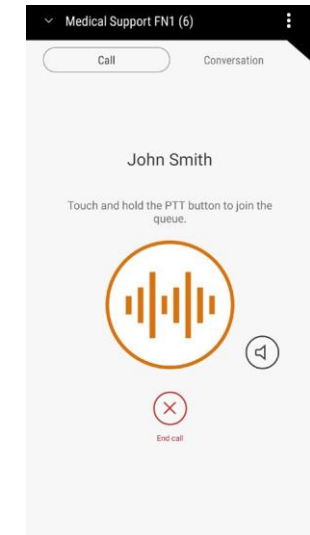 Medical Support FN1 (6)
Call
Conversation
John Smith
Touch and hold the PTT button to join the
queue.
End call